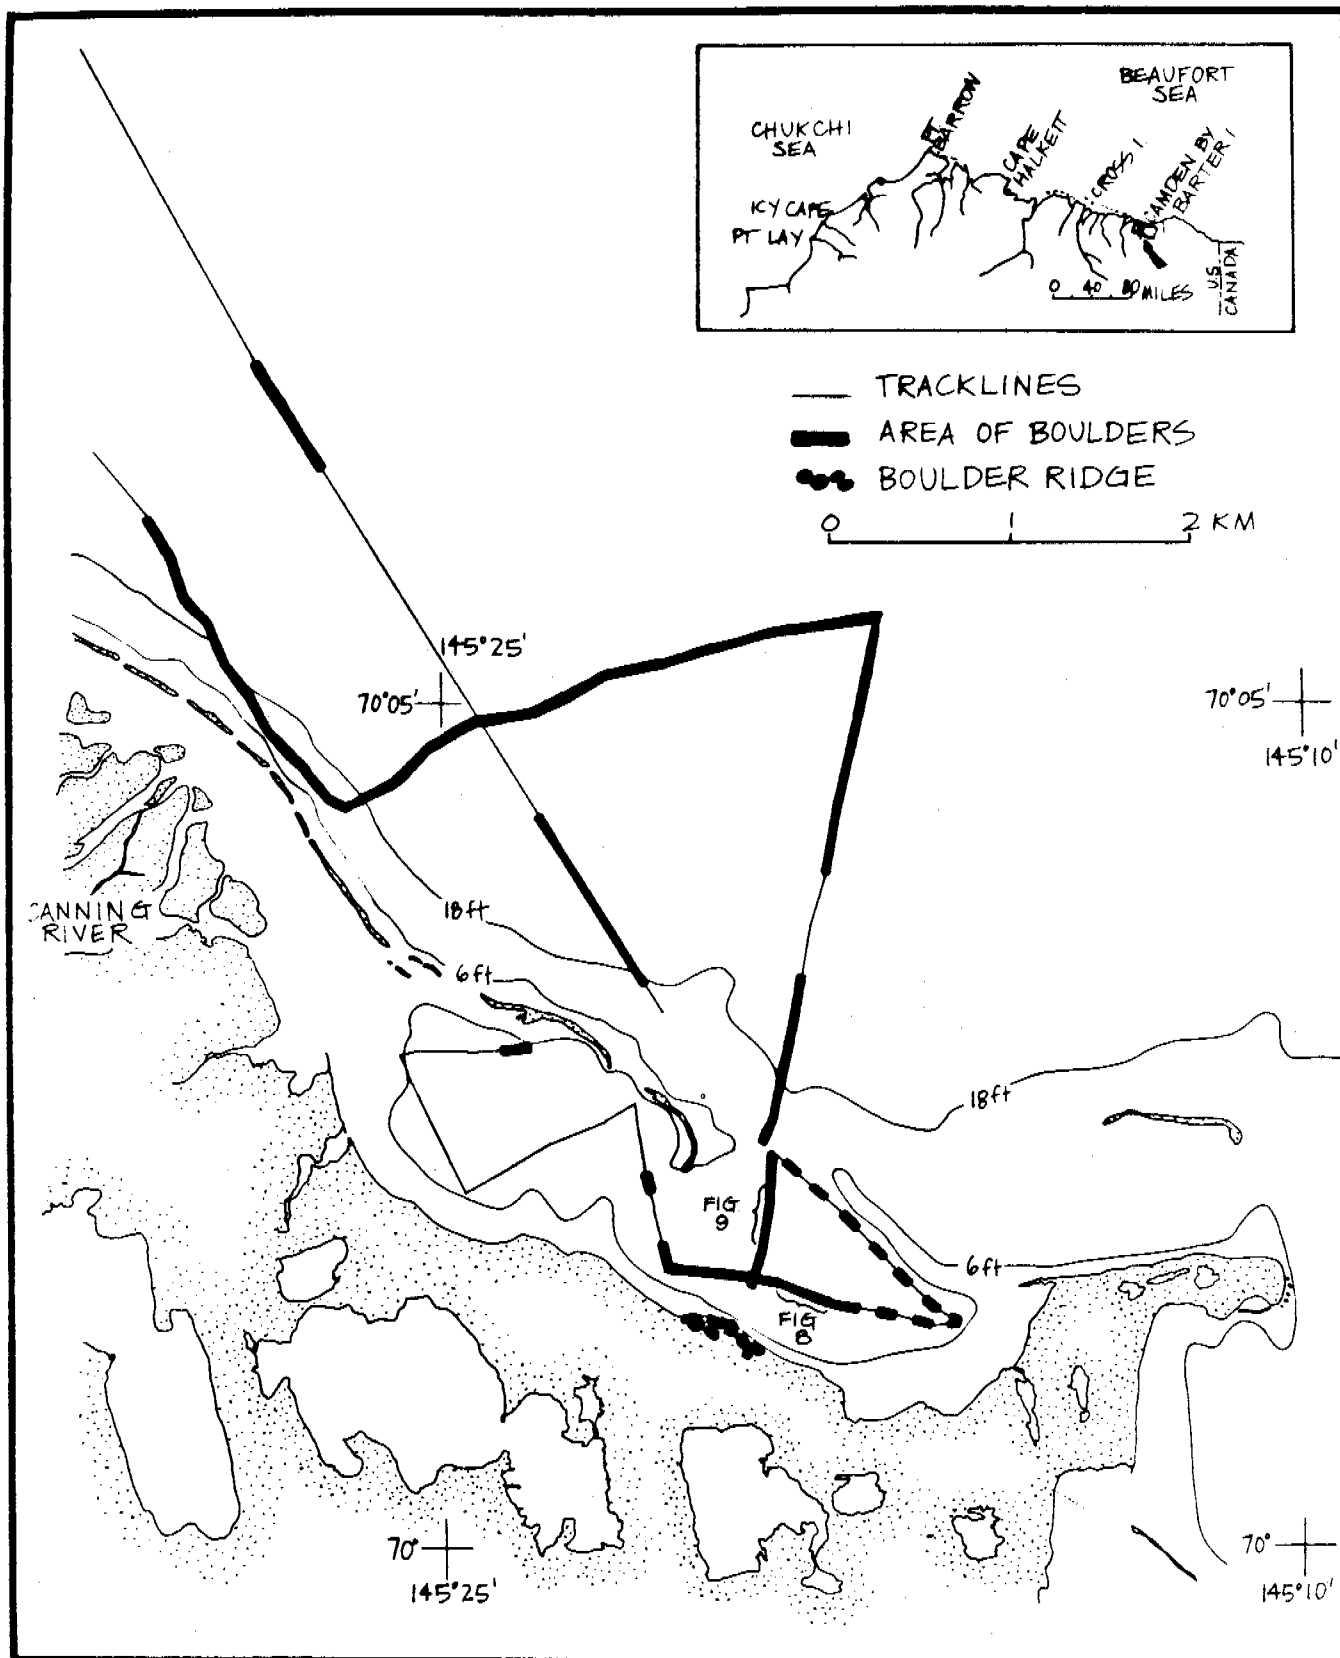 BEAUFORT
SEA
CHUKCHI
SEA
PT
BARRON
CAPE
HALKETT
CROSS I.
CAMDEN BY
BARTER I
ICY CAPE
PT LAY
0 40 80 MILES
U.S.
CANADA
TRACKLINES
AREA OF BOULDERS
BOULDER RIDGE
0 1 2 KM
145°25'
70°05'
70°05'
145°10'
CANNING
RIVER
18ft
6ft
18ft
FIG
9
6ft
FIG
8
70°
145°25'
70°
145°10'